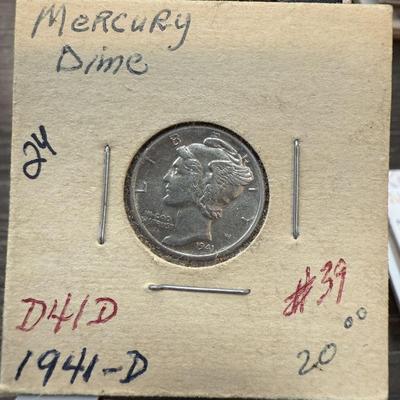 MERCURY
Dime
24
LIBERTY
IN GOD
WE TRUST
1941
D41D
#39
1941-D
20.00